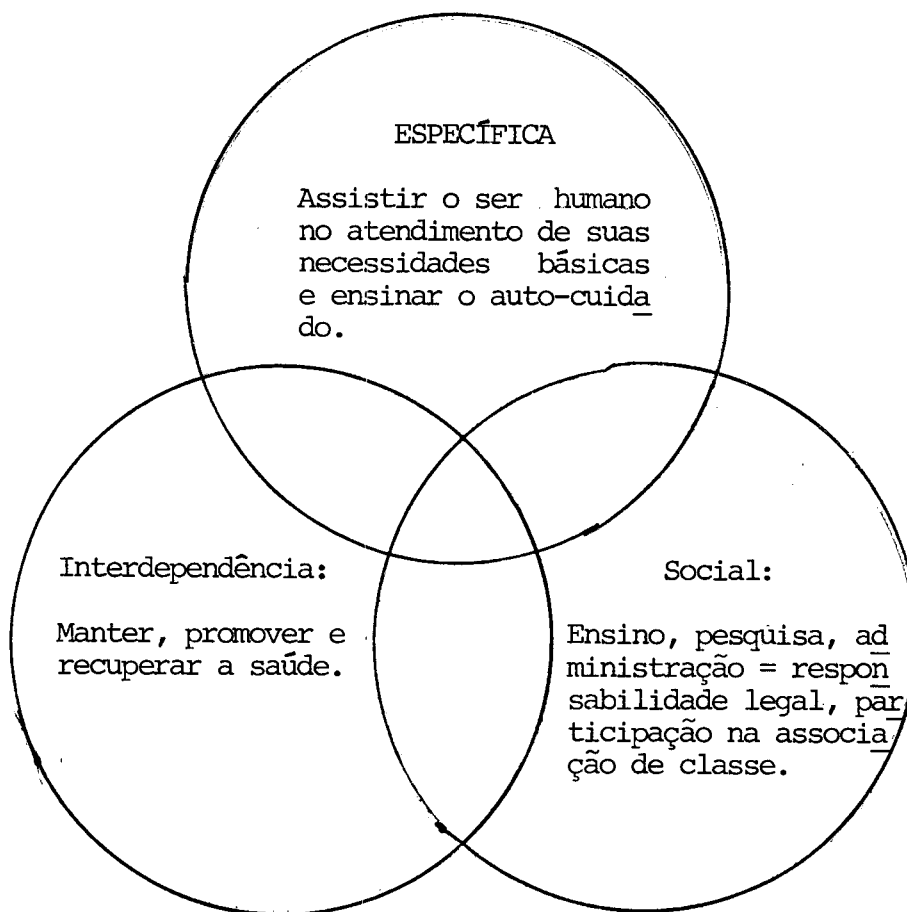 ESPECÍFICA
Assistir o ser humano
no atendimento de suas
necessidades básicas
e ensinar o auto-cuida
do.
Interdependência:
Manter, promover e
recuperar a saúde.
Social:
Ensino, pesquisa, ad
ministração = respon
sabilidade legal, par
ticipação na associa
ção de classe.